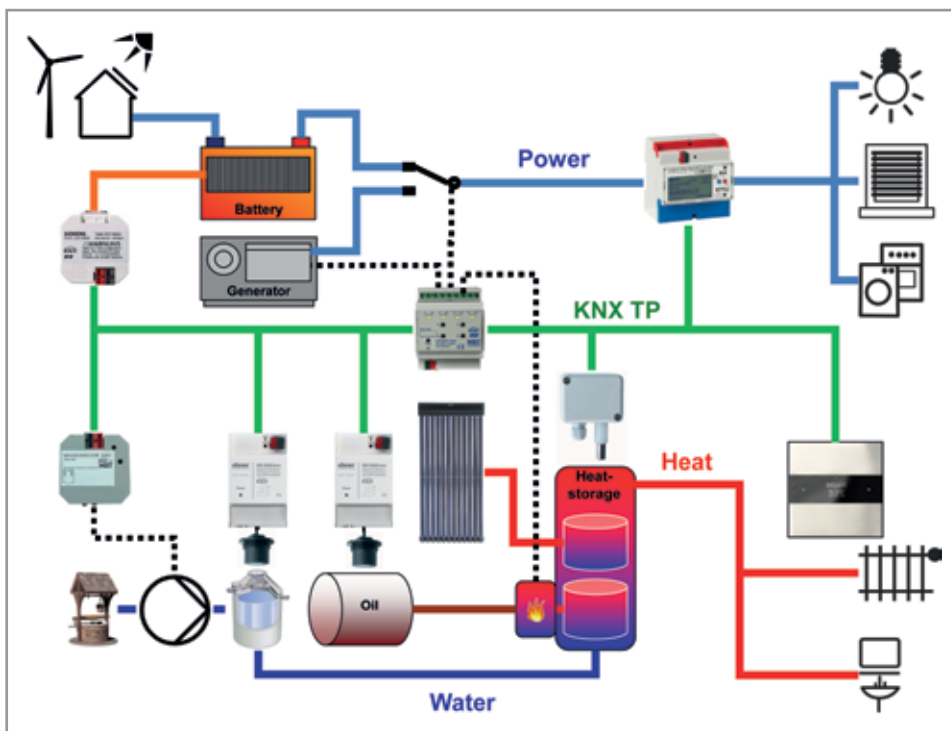 Power
Battery
Generator
KNX TP
Heat
Heat-
storage
Oil
Water